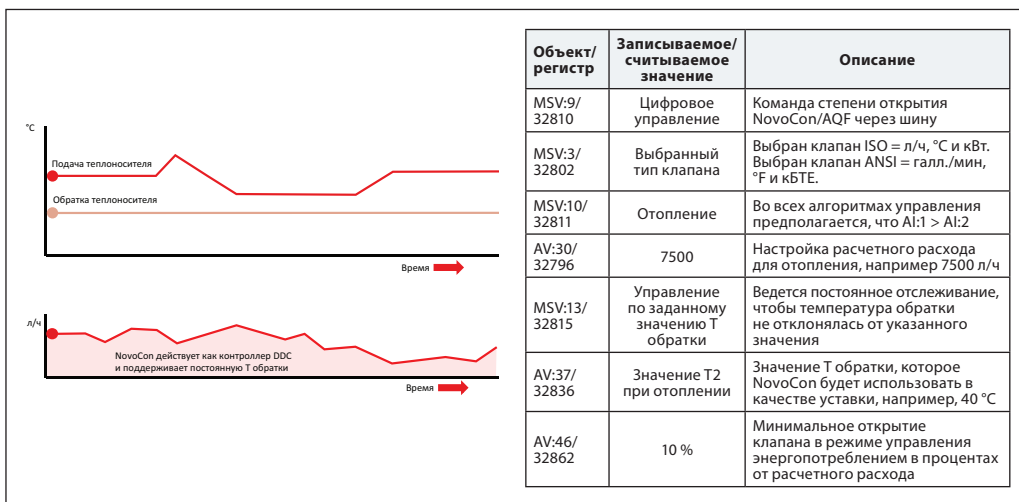 °C
Подача теплоносителя
Обратка теплоносителя
Время
л/ч
NovoCon действует как контроллер DDC
и поддерживает постоянную Т обратки
Время
Объект/
регистр
Записываемое/
считываемое
значение
Описание
MSV:9/
32810
Цифровое
управление
Команда степени открытия
NovoCon/AQF через шину
MSV:3/
32802
Выбранный
тип клапана
Выбран клапан ISO = л/ч, °C и кВт.
Выбран клапан ANSI = галл./мин,
°F и кБТЕ.
MSV:10/
32811
Отопление
Во всех алгоритмах управления
предполагается, что AI:1 > AI:2
AV:30/
32796
7500
Настройка расчетного расхода
для отопления, например 7500 л/ч
MSV:13/
32815
Управление
по заданному
значению Т
обратки
Ведется постоянное отслеживание,
чтобы температура обратки
не отклонялась от указанного
значения
AV:37/
32836
Значение Т2
при отоплении
Значение Т обратки, которое
NovoCon будет использовать в
качестве уставки, например, 40 °C
AV:46/
32862
10 %
Минимальное открытие
клапана в режиме управления
энергопотреблением в процентах
от расчетного расхода